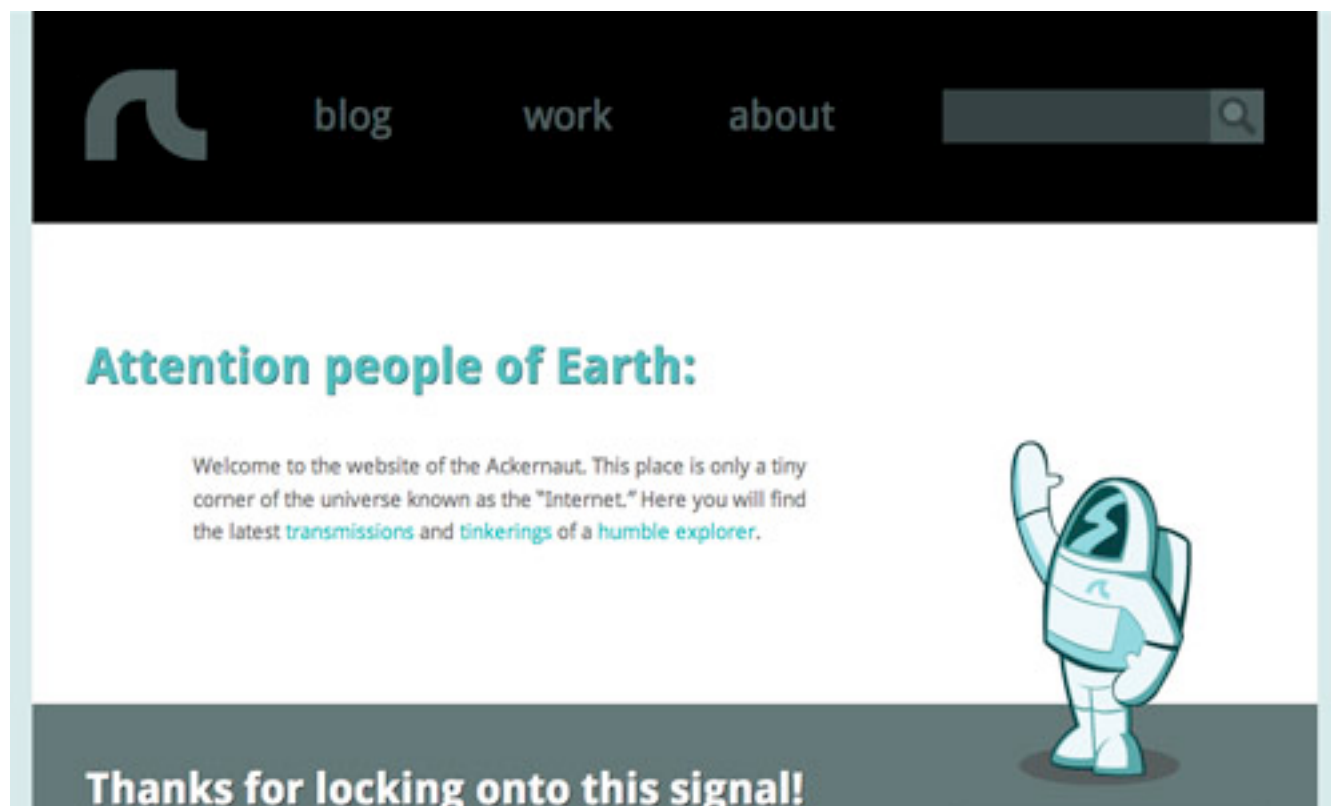 blog work about
Attention people of Earth:
Welcome to the website of the Ackernaut. This place is only a tiny
corner of the universe known as the "Internet." Here you will find
the latest transmissions and tinkerings of a humble explorer.
Thanks for locking onto this signal!